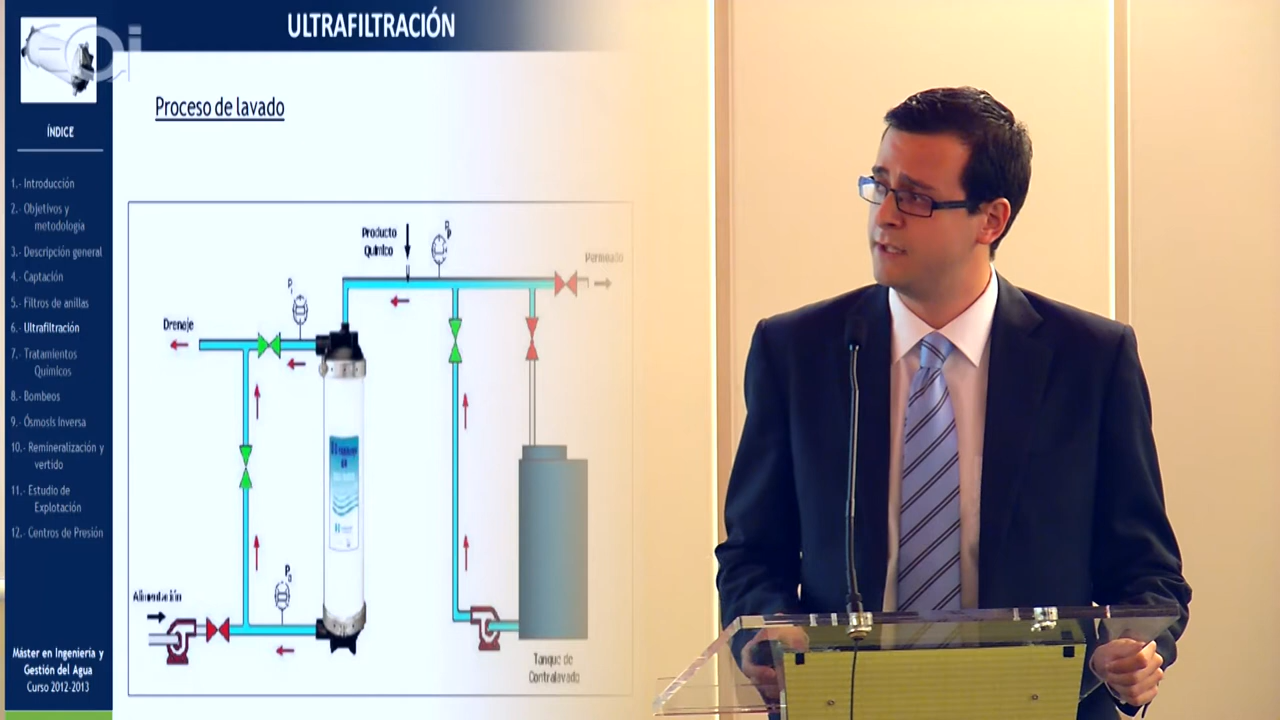 eoi
ULTRAFILTRACIÓN
ÍNDICE
1.- Introducción
2.- Objetivos y
metodología
3.- Descripción general
4.- Captación
5.- Filtros de anillas
6.- Ultrafiltración
7.- Tratamientos
Químicos
8.- Bombeos
9.- Ósmosis Inversa
10.- Remineralización y
vertido
11.- Estudio de
Explotación
12.- Centros de Presión
Máster en Ingeniería y
Gestión del Agua
Curso 2012-2013
Proceso de lavado
Producto
Químico
Permeado
Drenaje
Alimentación
Tanque de
Contralavado